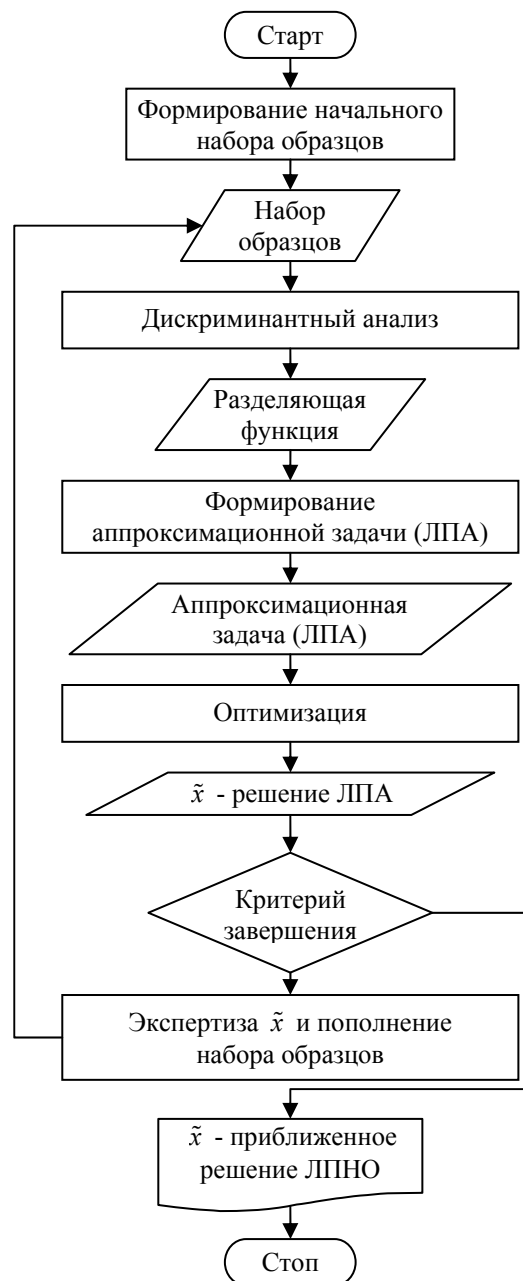 Старт
Формирование начального
набора образцов
Набор
образцов
Дискриминантный анализ
Разделяющая
функция
Формирование
аппроксимационной задачи (ЛПА)
Аппроксимационная
задача (ЛПА)
Оптимизация
x̃ - решение ЛПА
Критерий
завершения
Экспертиза x̃ и пополнение
набора образцов
x̃ - приближенное
решение ЛПНО
Стоп